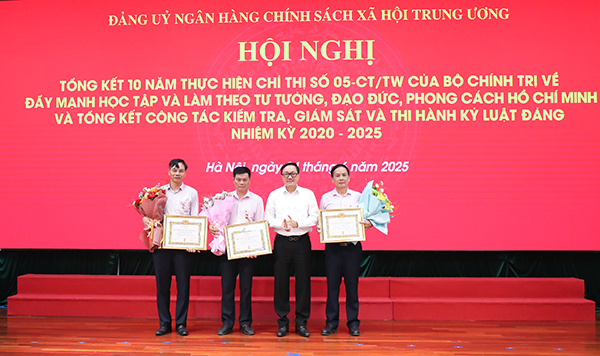 ĐẢNG UỶ NGÂN HÀNG CHÍNH SÁCH XÃ HỘI TRUNG ƯƠNG
HỘI NGHỊ
TỔNG KẾT 10 NĂM THỰC HIỆN CHỈ THỊ SỐ 05-CT/TW CỦA BỘ CHÍNH TRỊ VỀ
ĐẨY MẠNH HỌC TẬP VÀ LÀM THEO TƯ TƯỞNG, ĐẠO ĐỨC, PHONG CÁCH HỒ CHÍ MINH
VÀ TỔNG KẾT CÔNG TÁC KIỂM TRA, GIÁM SÁT VÀ THI HÀNH KỶ LUẬT ĐẢNG
NHIỆM KỲ 2020 - 2025
Hà Nội, ngày tháng 2025